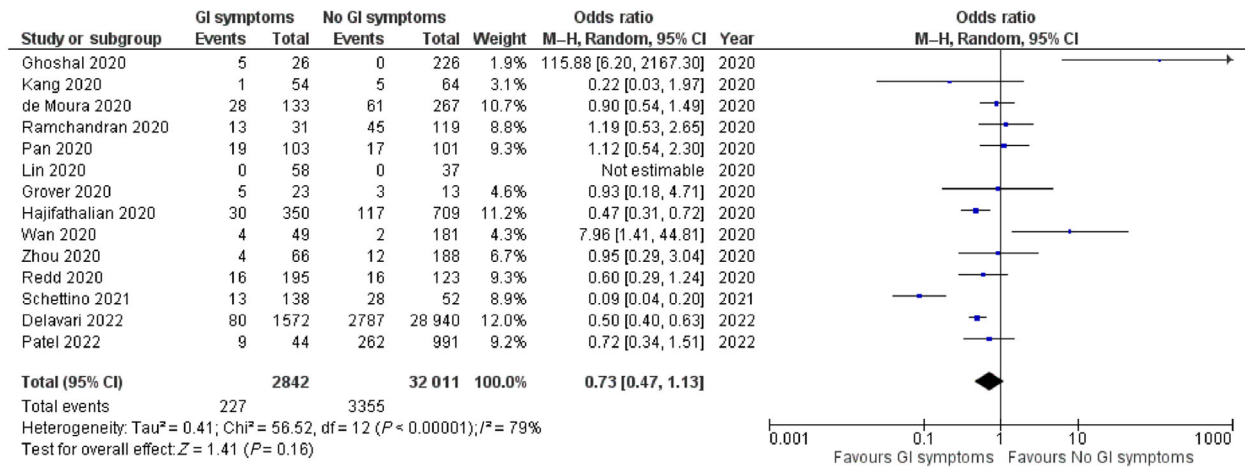 GI symptoms No GI symptoms Odds ratio Odds ratio
Study or subgroup Events Total Events Total Weight M–H, Random, 95% CI Year M–H, Random, 95% CI
Ghoshal 2020 5 26 0 226 1.9% 115.88 [6.20, 2167.30] 2020
Kang 2020 1 54 5 64 3.1% 0.22 [0.03, 1.97] 2020
de Moura 2020 28 133 61 267 10.7% 0.90 [0.54, 1.49] 2020
Ramchandran 2020 13 31 45 119 8.8% 1.19 [0.53, 2.65] 2020
Pan 2020 19 103 17 101 9.3% 1.12 [0.54, 2.30] 2020
Lin 2020 0 58 0 37 Not estimable 2020
Grover 2020 5 23 3 13 4.6% 0.93 [0.18, 4.71] 2020
Hajifathalian 2020 30 350 117 709 11.2% 0.47 [0.31, 0.72] 2020
Wan 2020 4 49 2 181 4.3% 7.96 [1.41, 44.81] 2020
Zhou 2020 4 66 12 188 6.7% 0.95 [0.29, 3.04] 2020
Redd 2020 16 195 16 123 9.3% 0.60 [0.29, 1.24] 2020
Schettino 2021 13 138 28 52 8.9% 0.09 [0.04, 0.20] 2021
Delavari 2022 80 1572 2787 28 940 12.0% 0.50 [0.40, 0.63] 2022
Patel 2022 9 44 262 991 9.2% 0.72 [0.34, 1.51] 2022
Total (95% CI) 2842 32 011 100.0% 0.73 [0.47, 1.13]
Total events 227 3355
Heterogeneity: Tau² = 0.41; Chi² = 56.52, df = 12 (P < 0.00001); I² = 79%
Test for overall effect: Z = 1.41 (P = 0.16)
0.001 0.1 1 10 1000
Favours GI symptoms Favours No GI symptoms